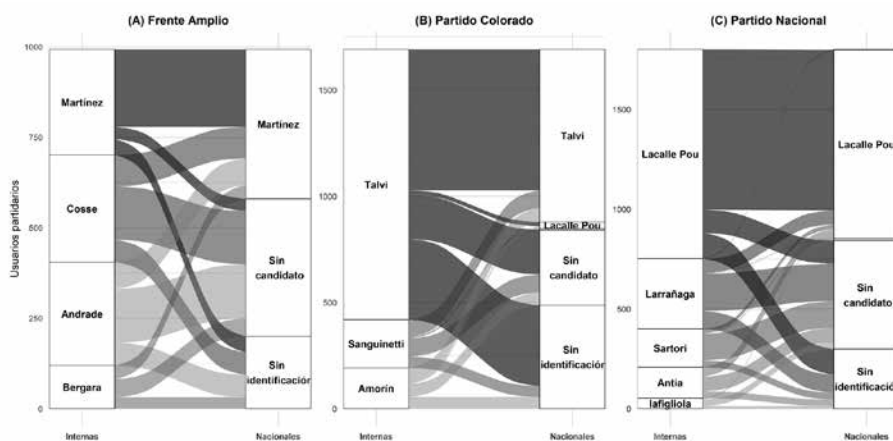 (A) Frente Amplio
(B) Partido Colorado
(C) Partido Nacional
Usuarios partidarios
1000
750
500
250
0
Martínez
Cosse
Andrade
Bergara
Martínez
Sin
candidato
Sin
identificación
Internas
Nacionales
1500
1000
500
0
Talvi
Sanguinetti
Amorín
Talvi
Lacalle Pou
Sin
candidato
Sin
identificación
Internas
Nacionales
1500
1000
500
0
Lacalle Pou
Larrañaga
Sartori
Antia
Iafigliola
Lacalle Pou
Sin
candidato
Sin
identificación
Internas
Nacionales